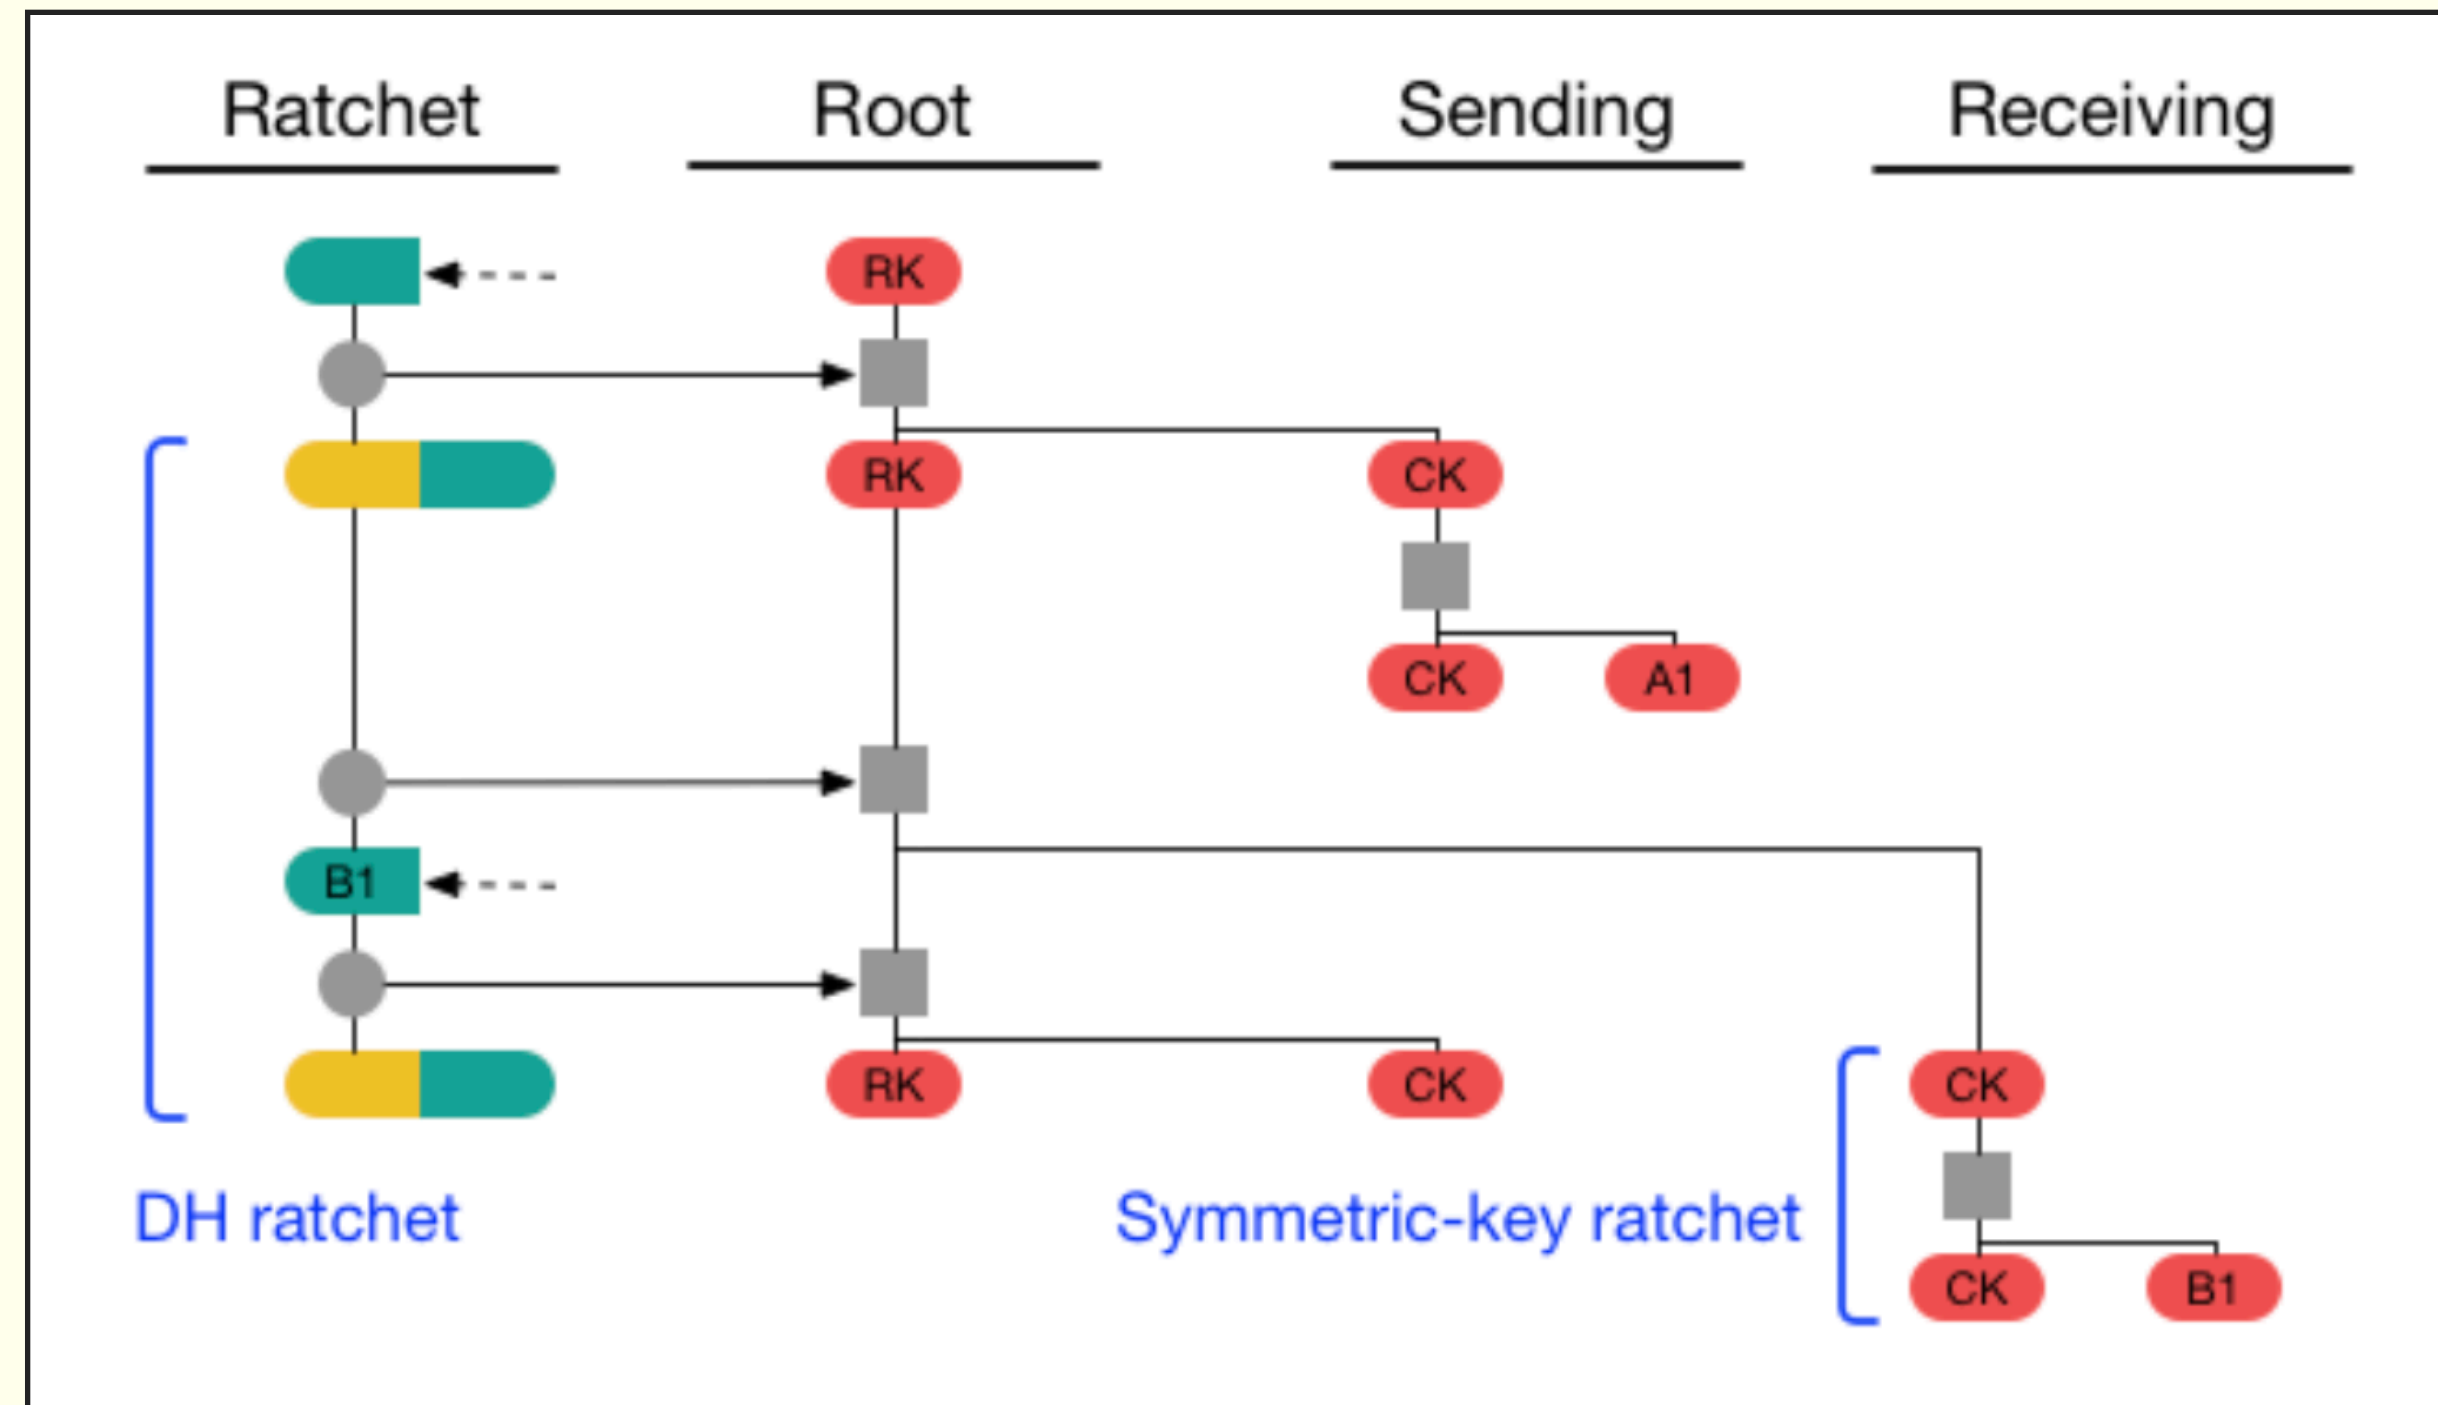 Ratchet Root Sending Receiving
RK
RK CK
CK A1
B1
RK CK CK
DH ratchet Symmetric-key ratchet
CK B1